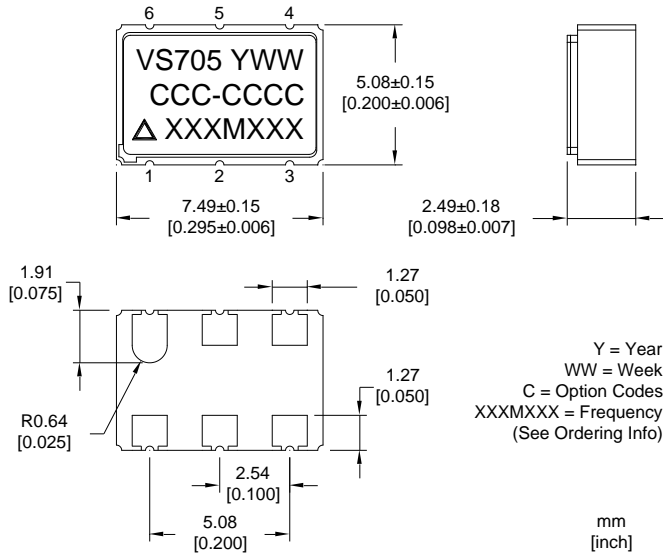 6 5 4
VS705 YWW
CCC-CCCC
△ XXXMXXX
1 2 3
5.08±0.15
[0.200±0.006]
7.49±0.15
[0.295±0.006]
2.49±0.18
[0.098±0.007]
1.91
[0.075]
1.27
[0.050]
R0.64
[0.025]
1.27
[0.050]
2.54
[0.100]
5.08
[0.200]
Y = Year
WW = Week
C = Option Codes
XXXMXXX = Frequency
(See Ordering Info)
mm
[inch]